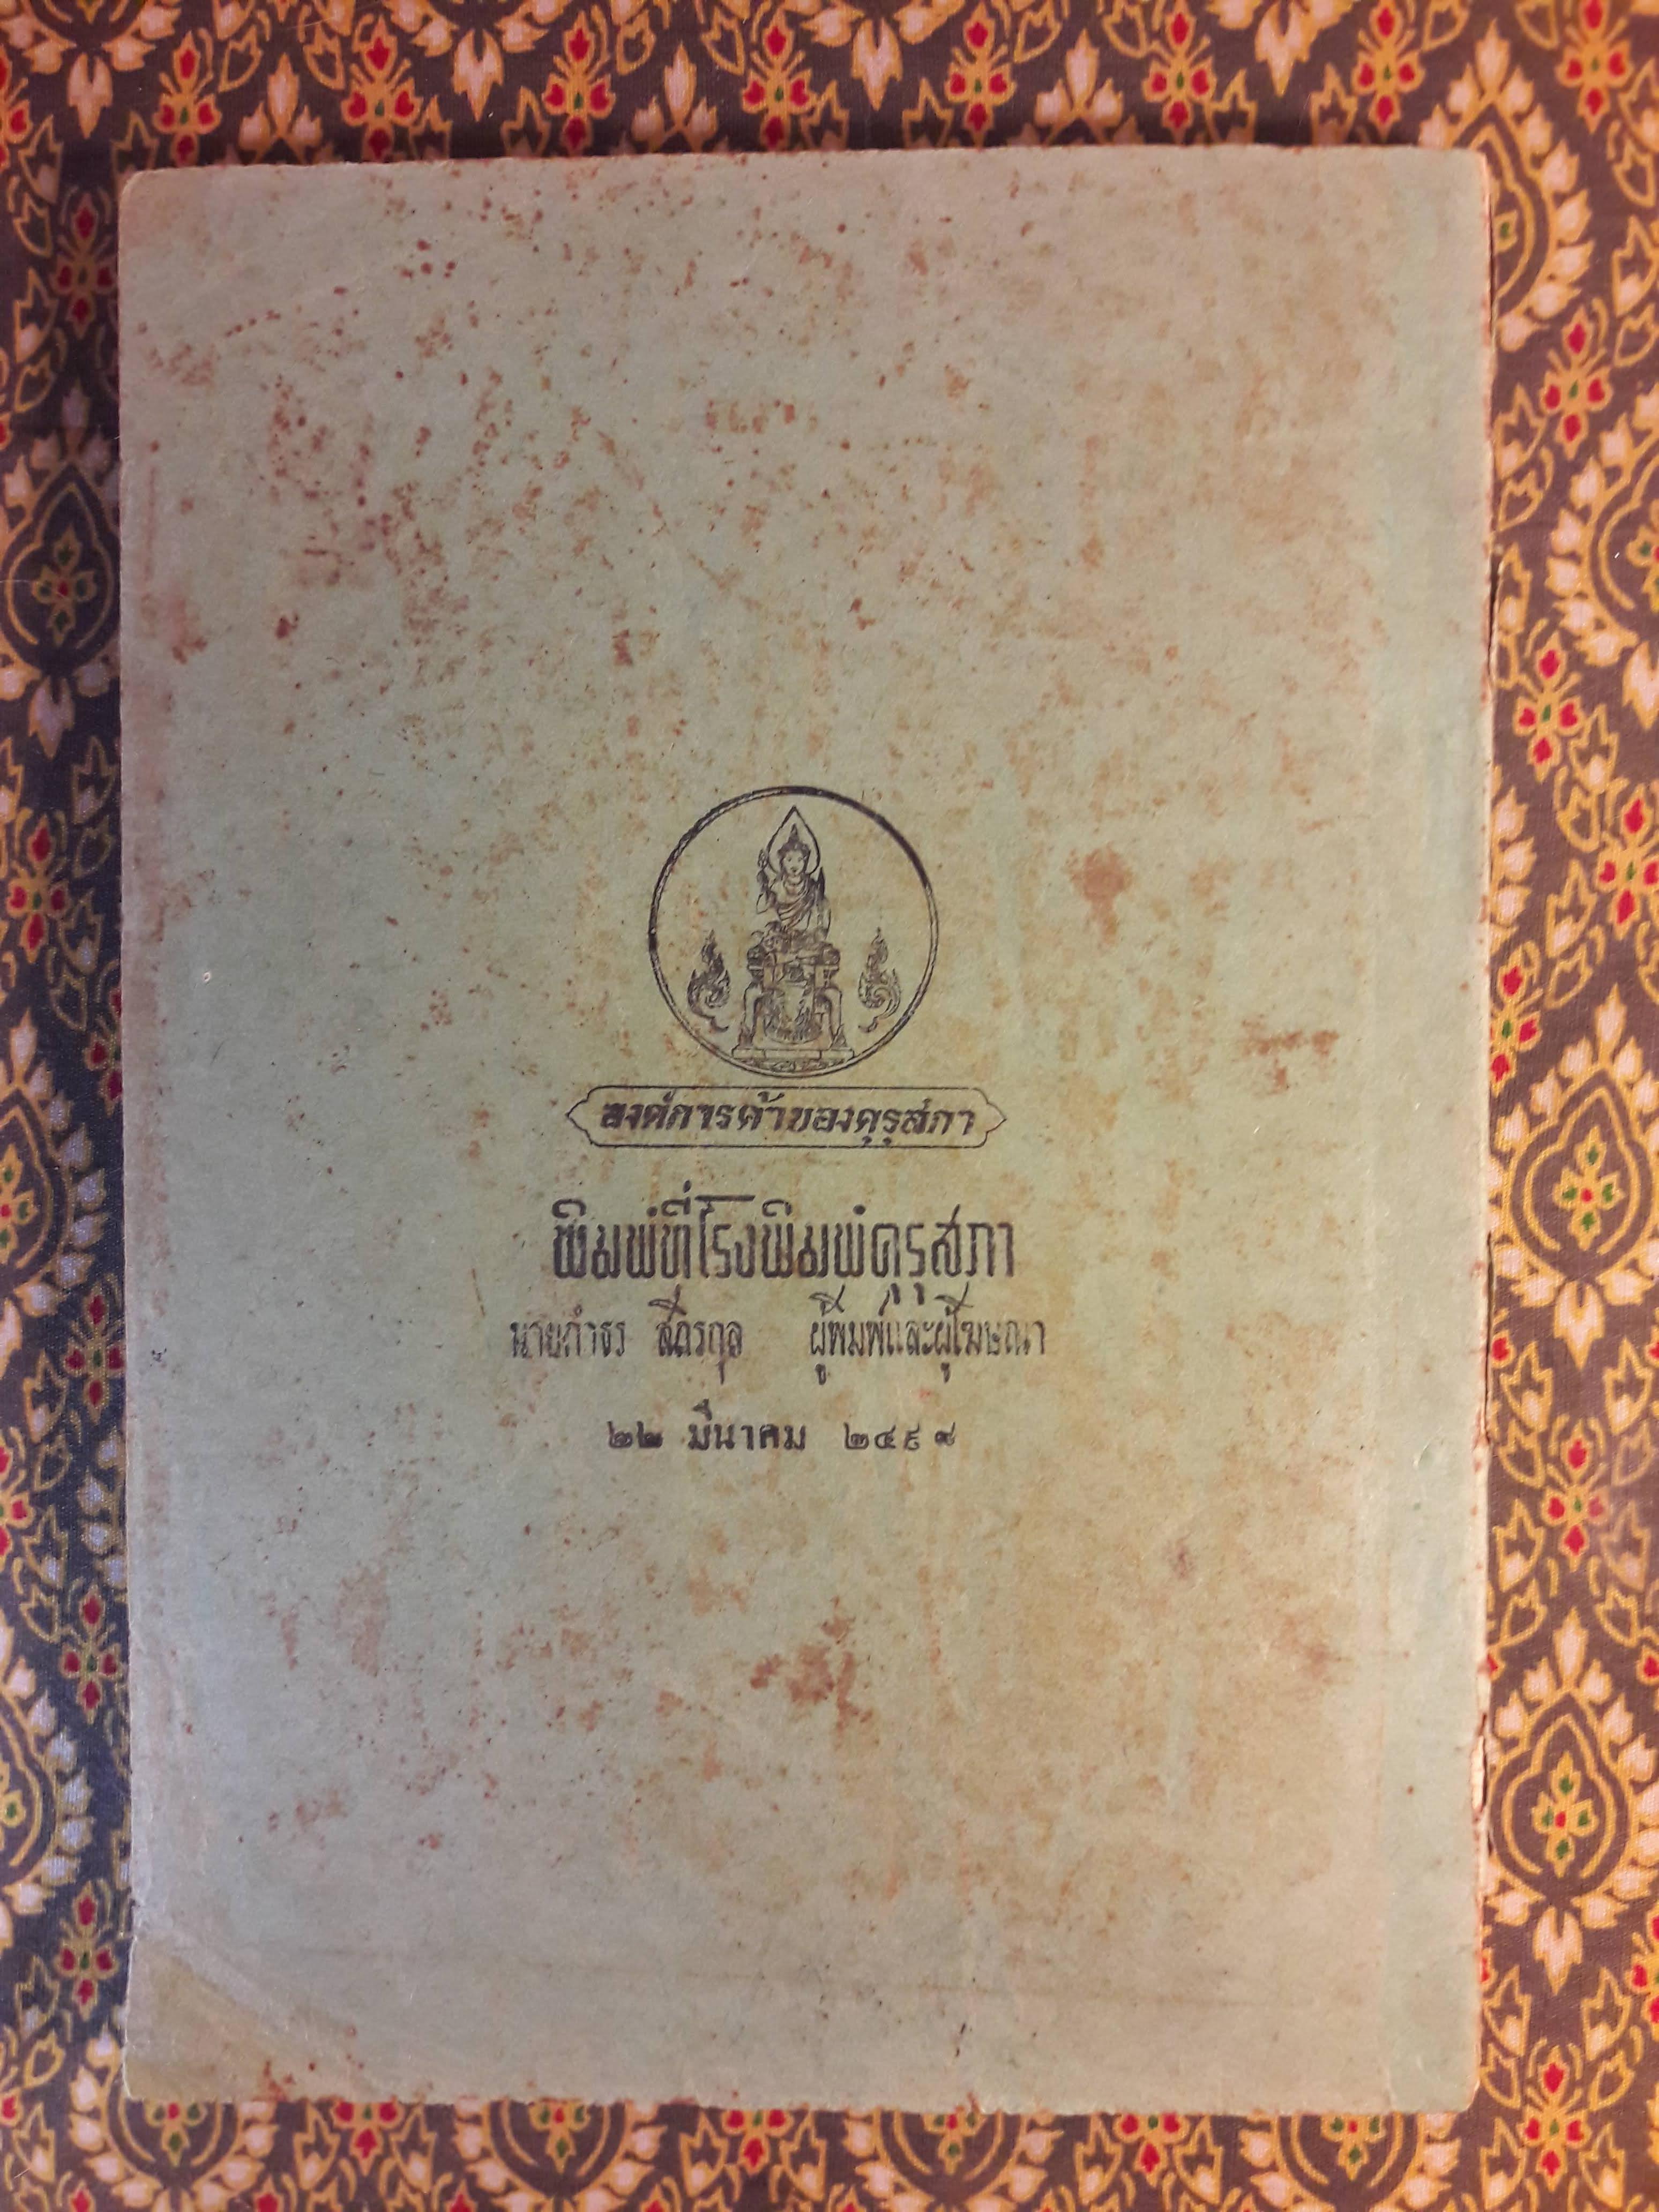 องค์การค้าของคุรุสภา
พิมพ์ที่โรงพิมพ์คุรุสภา
นายกำธร สถิรกุล ผู้พิมพ์และผู้โฆษณา
๒๒ มีนาคม ๒๔๙๙